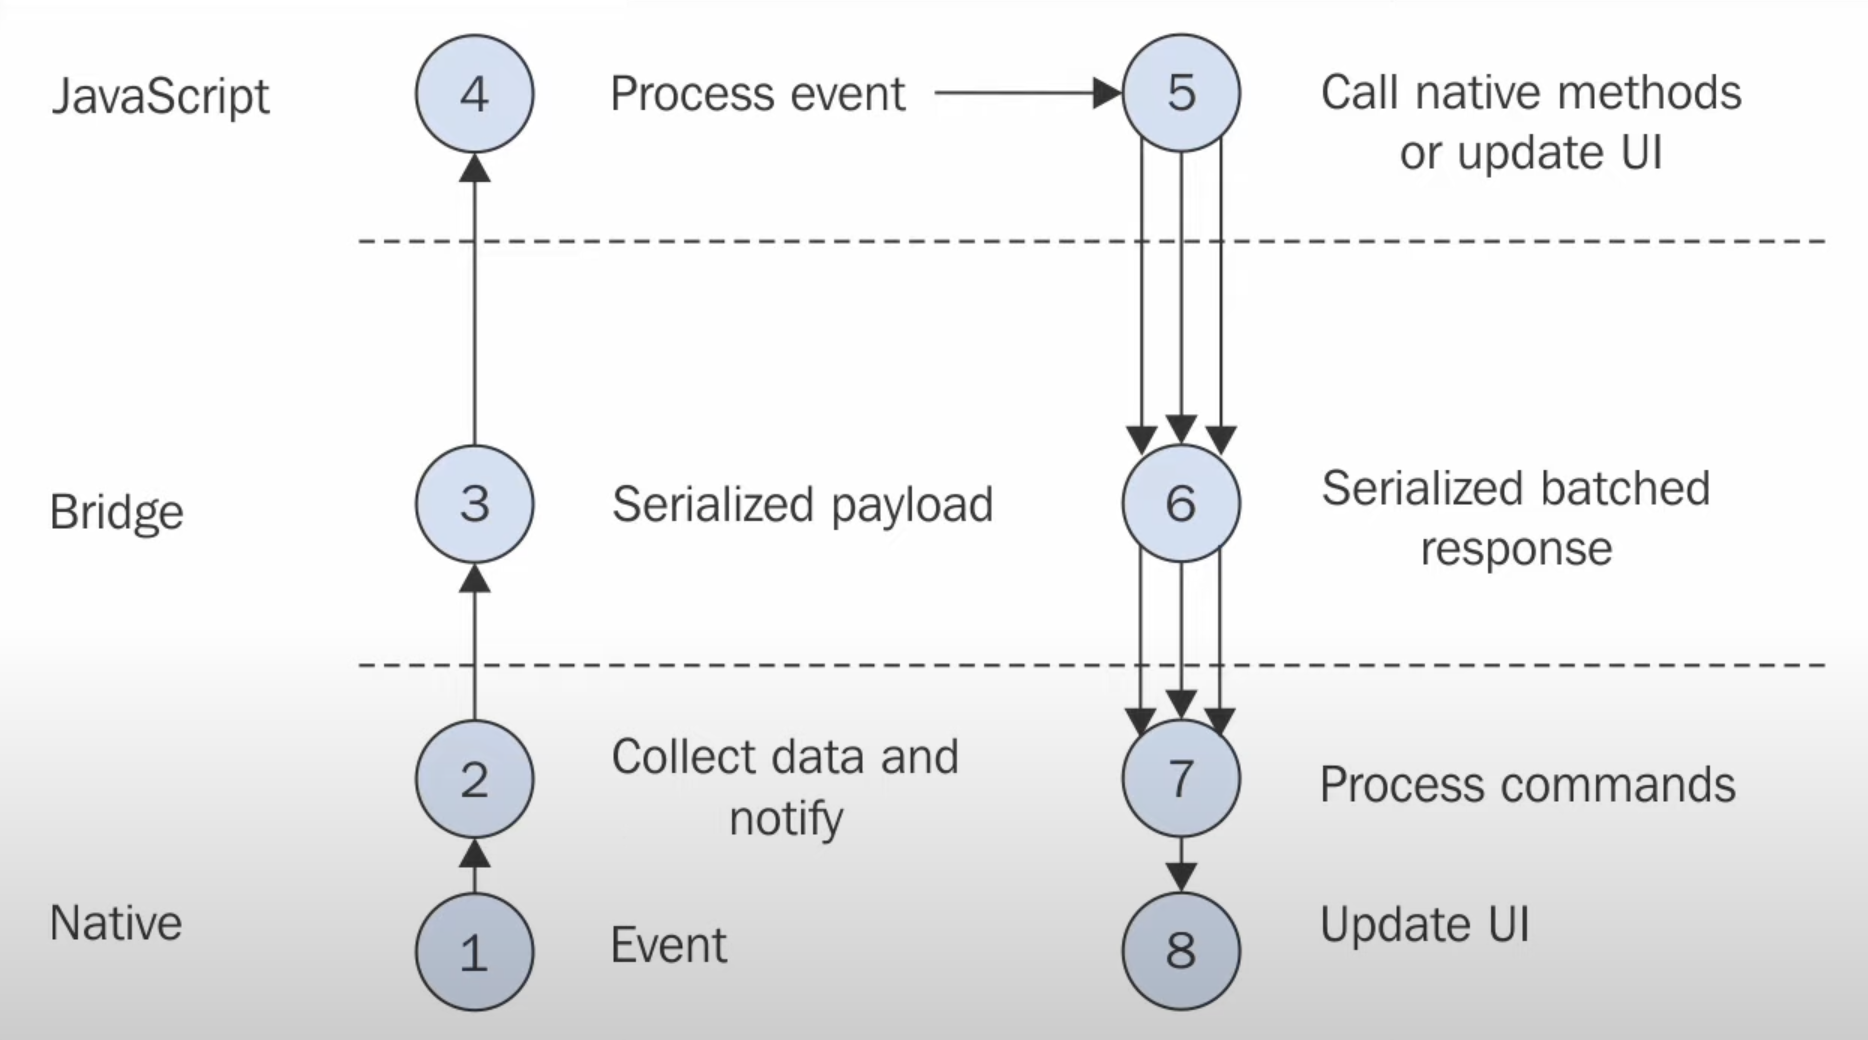 JavaScript
4
Process event
5
Call native methods
or update UI
Bridge
3
Serialized payload
6
Serialized batched
response
2
Collect data and
notify
7
Process commands
Native
1
Event
8
Update UI